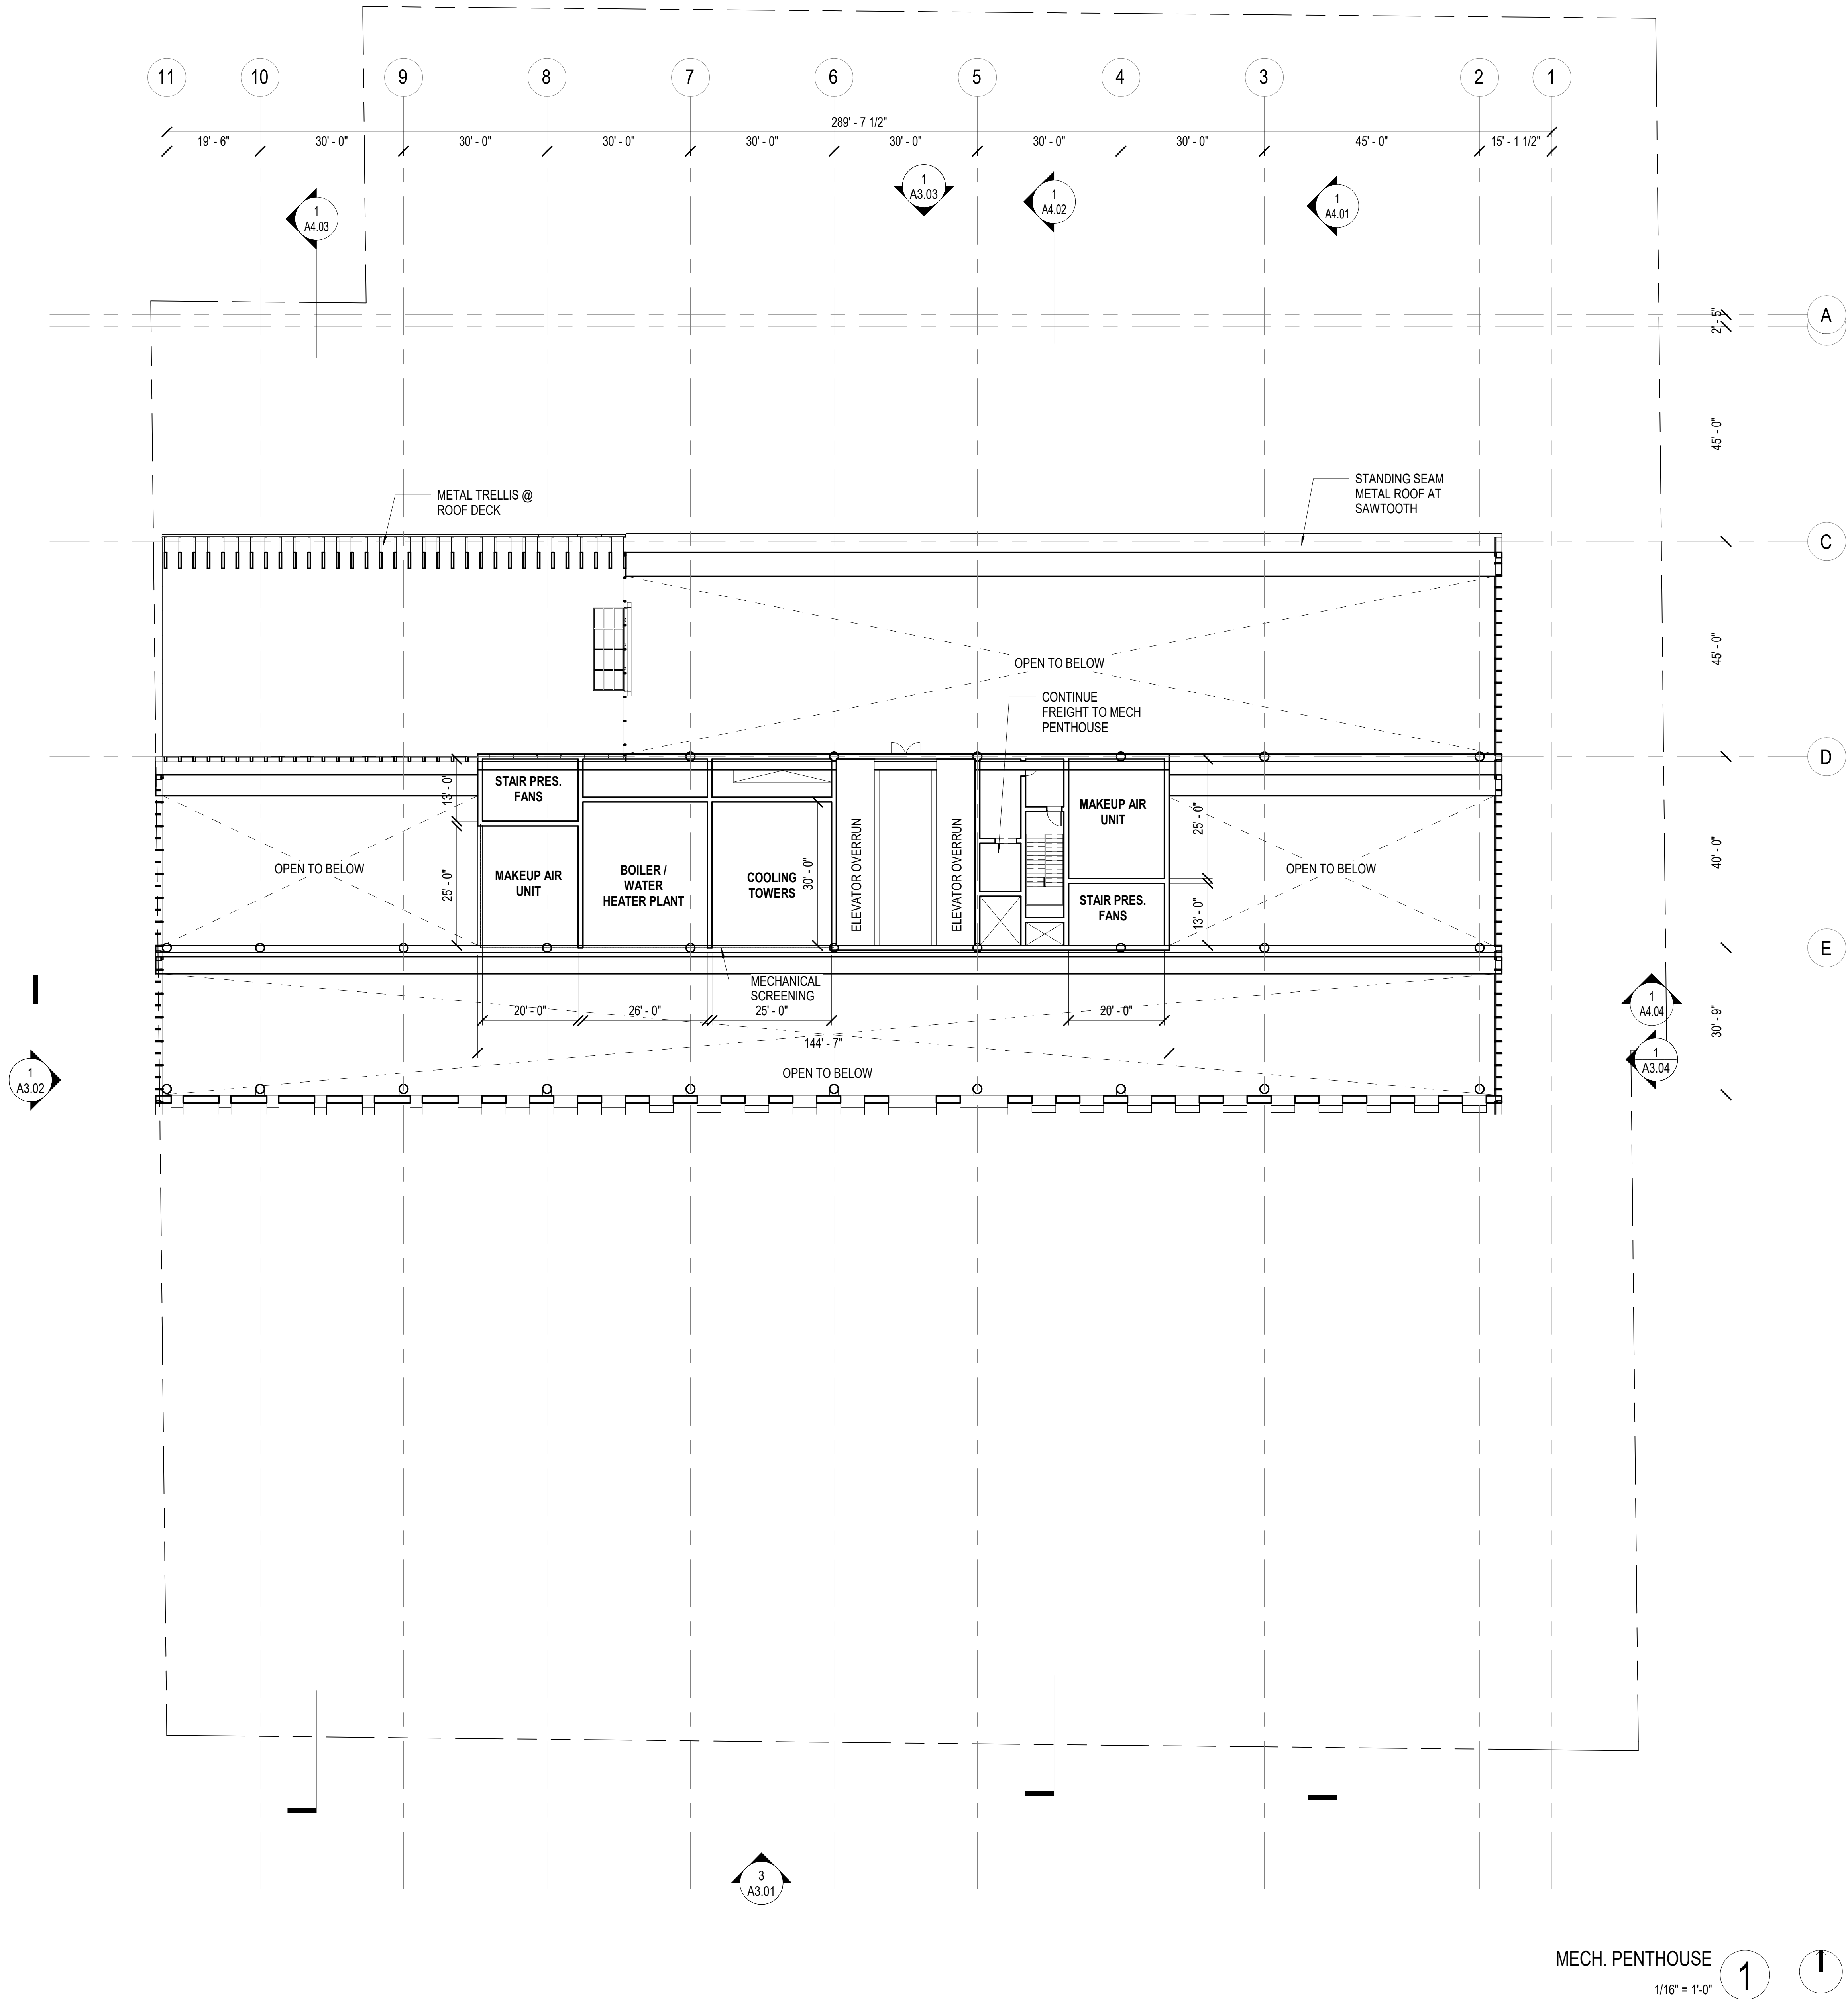 11
10
9
8
7
6
5
4
3
2
1
289' - 7 1/2"
19' - 6"
30' - 0"
30' - 0"
30' - 0"
30' - 0"
30' - 0"
30' - 0"
30' - 0"
45' - 0"
15' - 1 1/2"
1
A4.03
1
A3.03
1
A4.02
1
A4.01
A
2' - 5"
45' - 0"
METAL TRELLIS @
ROOF DECK
STANDING SEAM
METAL ROOF AT
SAWTOOTH
C
45' - 0"
OPEN TO BELOW
CONTINUE
FREIGHT TO MECH
PENTHOUSE
D
13' - 0"
STAIR PRES.
FANS
MAKEUP AIR
UNIT
25' - 0"
40' - 0"
OPEN TO BELOW
25' - 0"
MAKEUP AIR
UNIT
BOILER /
WATER
HEATER PLANT
COOLING
TOWERS
30' - 0"
ELEVATOR OVERRUN
ELEVATOR OVERRUN
STAIR PRES.
FANS
13' - 0"
OPEN TO BELOW
E
MECHANICAL
SCREENING
20' - 0"
26' - 0"
25' - 0"
20' - 0"
144' - 7"
OPEN TO BELOW
30' - 9"
1
A4.04
1
A3.04
1
A3.02
3
A3.01
MECH. PENTHOUSE
1/16" = 1'-0"
1